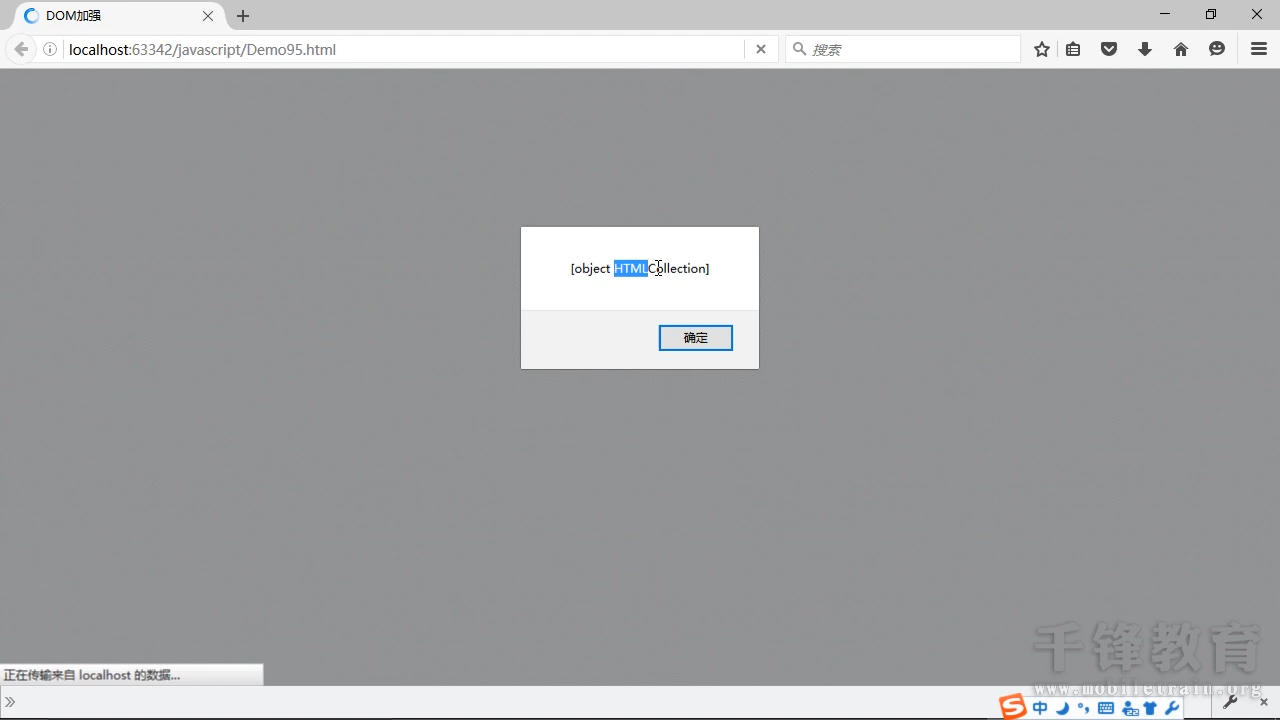 DOM加强
localhost:63342/javascript/Demo95.html
搜索
[object HTMLCollection]
确定
正在传输来自 localhost 的数据...
千锋教育
www.mobiletrain.org
S 中